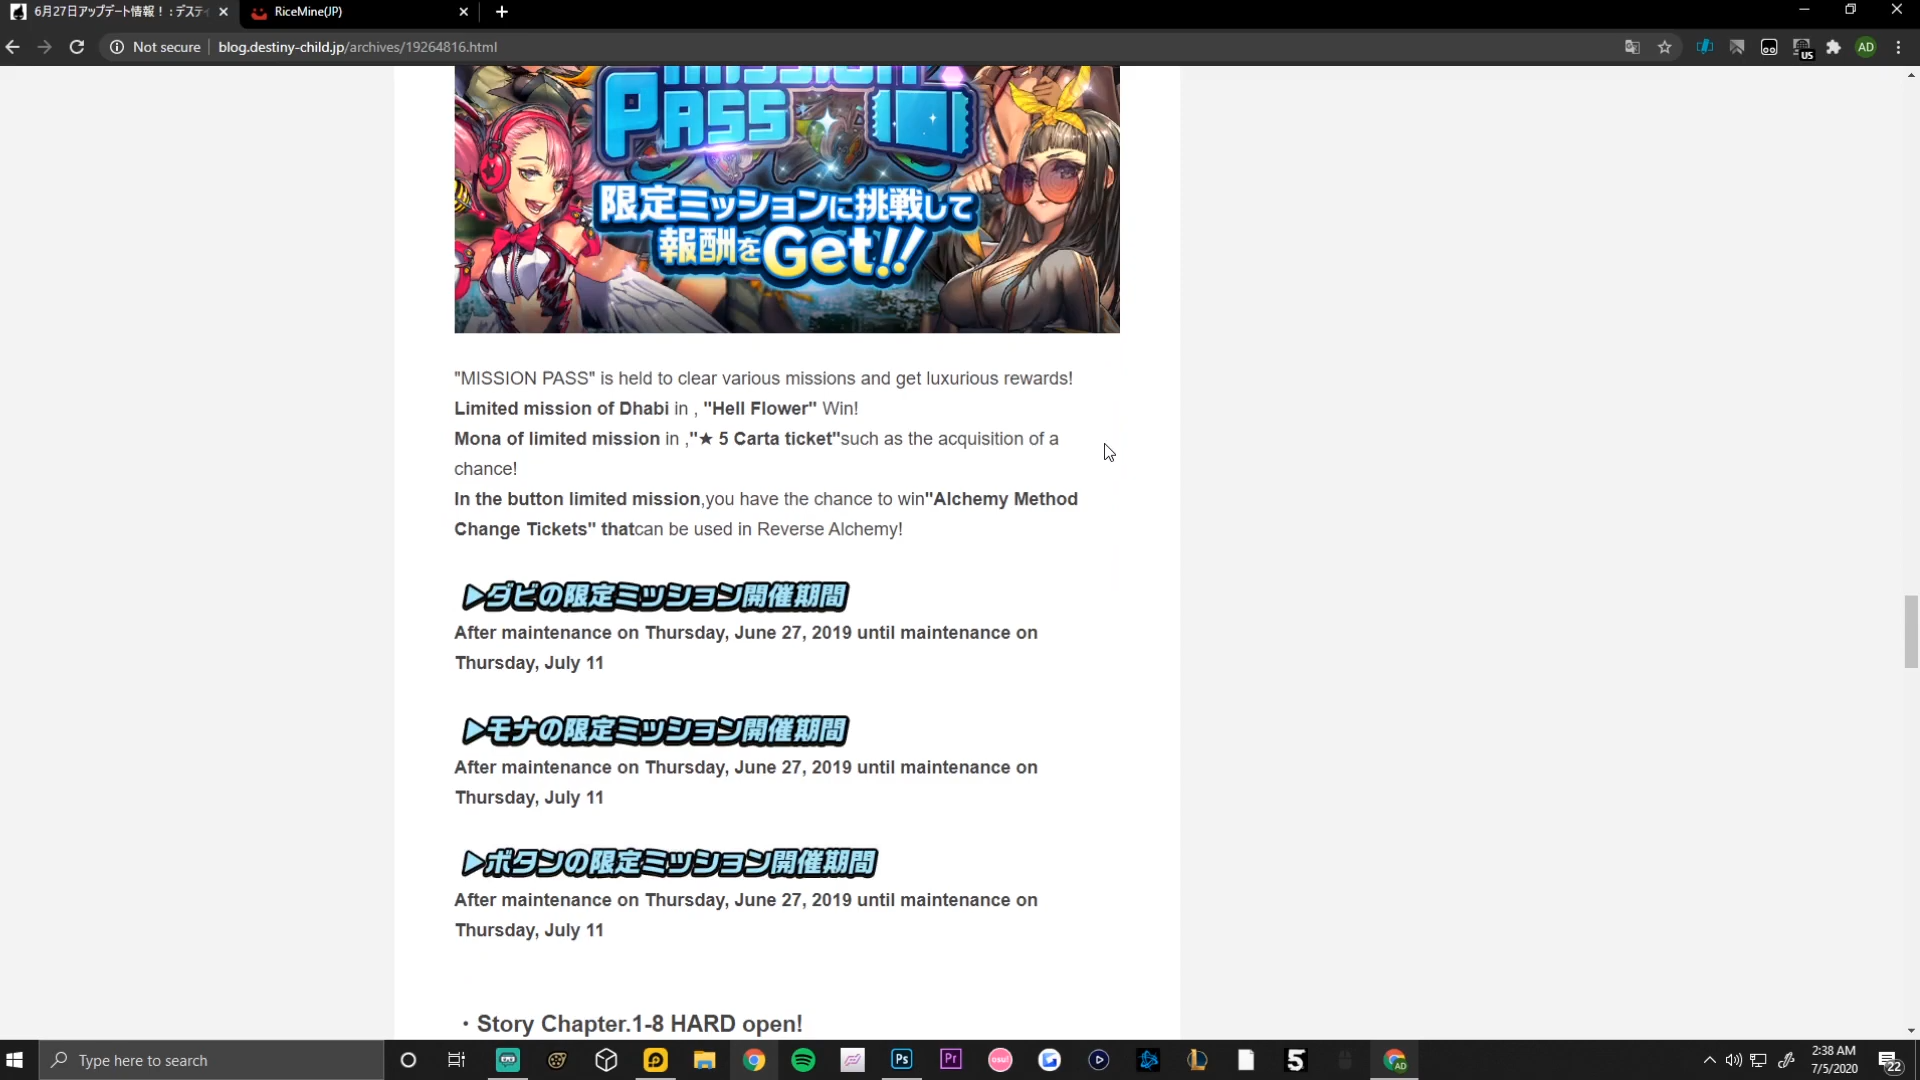 6月27日アップデート情報！：デステ
RiceMine(JP)
Not secure
blog.destiny-child.jp/archives/19264816.html
US
AD
MISSION
PASS
限定ミッションに挑戦して
報酬をGet!!
"MISSION PASS" is held to clear various missions and get luxurious rewards!
Limited mission of Dhabi in , "Hell Flower" Win!
Mona of limited mission in ,"★ 5 Carta ticket"such as the acquisition of a
chance!
In the button limited mission,you have the chance to win"Alchemy Method
Change Tickets" thatcan be used in Reverse Alchemy!
▶ダビの限定ミッション開催期間
After maintenance on Thursday, June 27, 2019 until maintenance on
Thursday, July 11
▶モナの限定ミッション開催期間
After maintenance on Thursday, June 27, 2019 until maintenance on
Thursday, July 11
▶ボタンの限定ミッション開催期間
After maintenance on Thursday, June 27, 2019 until maintenance on
Thursday, July 11
・Story Chapter.1-8 HARD open!
Type here to search
Ps
Pr
osu!
5
AD
2:38 AM
7/5/2020
22